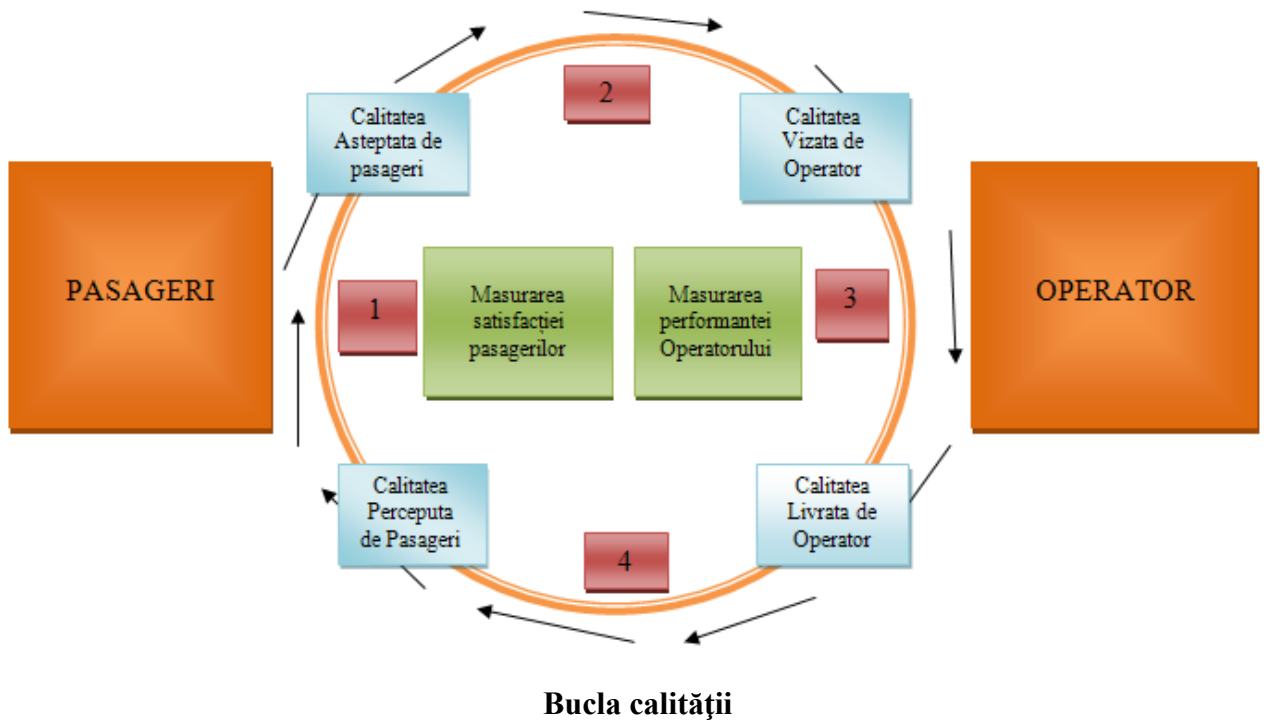 2
Calitatea
Asteptata de
pasageri
Calitatea
Vizata de
Operator
PASAGERI
1
Masurarea
satisfacției
pasagerilor
Masurarea
performantei
Operatorului
3
OPERATOR
Calitatea
Perceputa
de Pasageri
4
Calitatea
Livrata de
Operator
Bucla calităţii